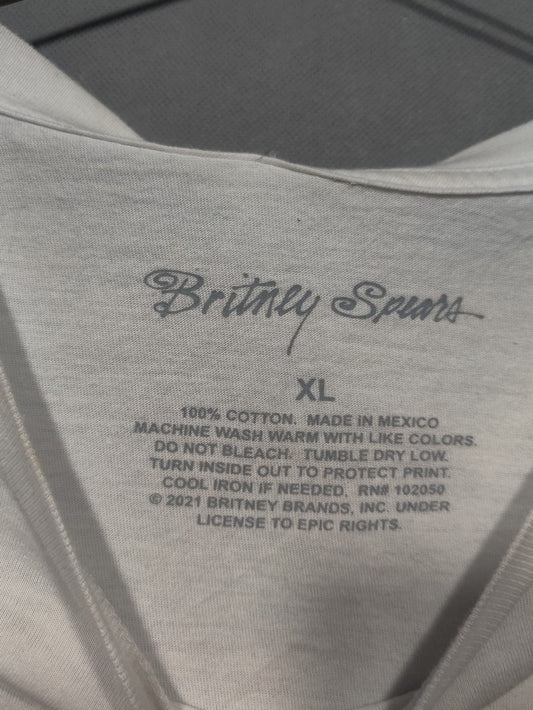 Britney Spears
XL
100% COTTON. MADE IN MEXICO
MACHINE WASH WARM WITH LIKE COLORS.
DO NOT BLEACH. TUMBLE DRY LOW.
TURN INSIDE OUT TO PROTECT PRINT.
COOL IRON IF NEEDED. RN# 102050
© 2021 BRITNEY BRANDS, INC. UNDER
LICENSE TO EPIC RIGHTS.